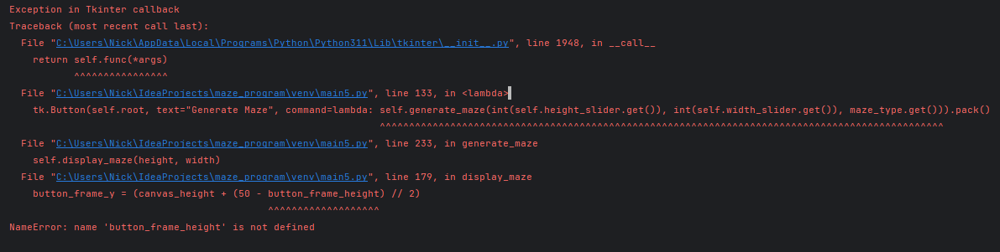 Exception in Tkinter callback
Traceback (most recent call last):
  File "C:\Users\Nick\AppData\Local\Programs\Python\Python311\Lib\tkinter\__init__.py", line 1948, in __call__
    return self.func(*args)
           ^^^^^^^^^^^^^^^^
  File "C:\Users\Nick\IdeaProjects\maze_program\venv\main5.py", line 133, in <lambda>
    tk.Button(self.root, text="Generate Maze", command=lambda: self.generate_maze(int(self.height_slider.get()), int(self.width_slider.get()), maze_type.get())).pack()
                                                               ^^^^^^^^^^^^^^^^^^^^^^^^^^^^^^^^^^^^^^^^^^^^^^^^^^^^^^^^^^^^^^^^^^^^^^^^^^^^^^^^^^^^^^^^^^^^^^^^
  File "C:\Users\Nick\IdeaProjects\maze_program\venv\main5.py", line 233, in generate_maze
    self.display_maze(height, width)
  File "C:\Users\Nick\IdeaProjects\maze_program\venv\main5.py", line 179, in display_maze
    button_frame_y = (canvas_height + (50 - button_frame_height) // 2)
                                            ^^^^^^^^^^^^^^^^^^^
NameError: name 'button_frame_height' is not defined